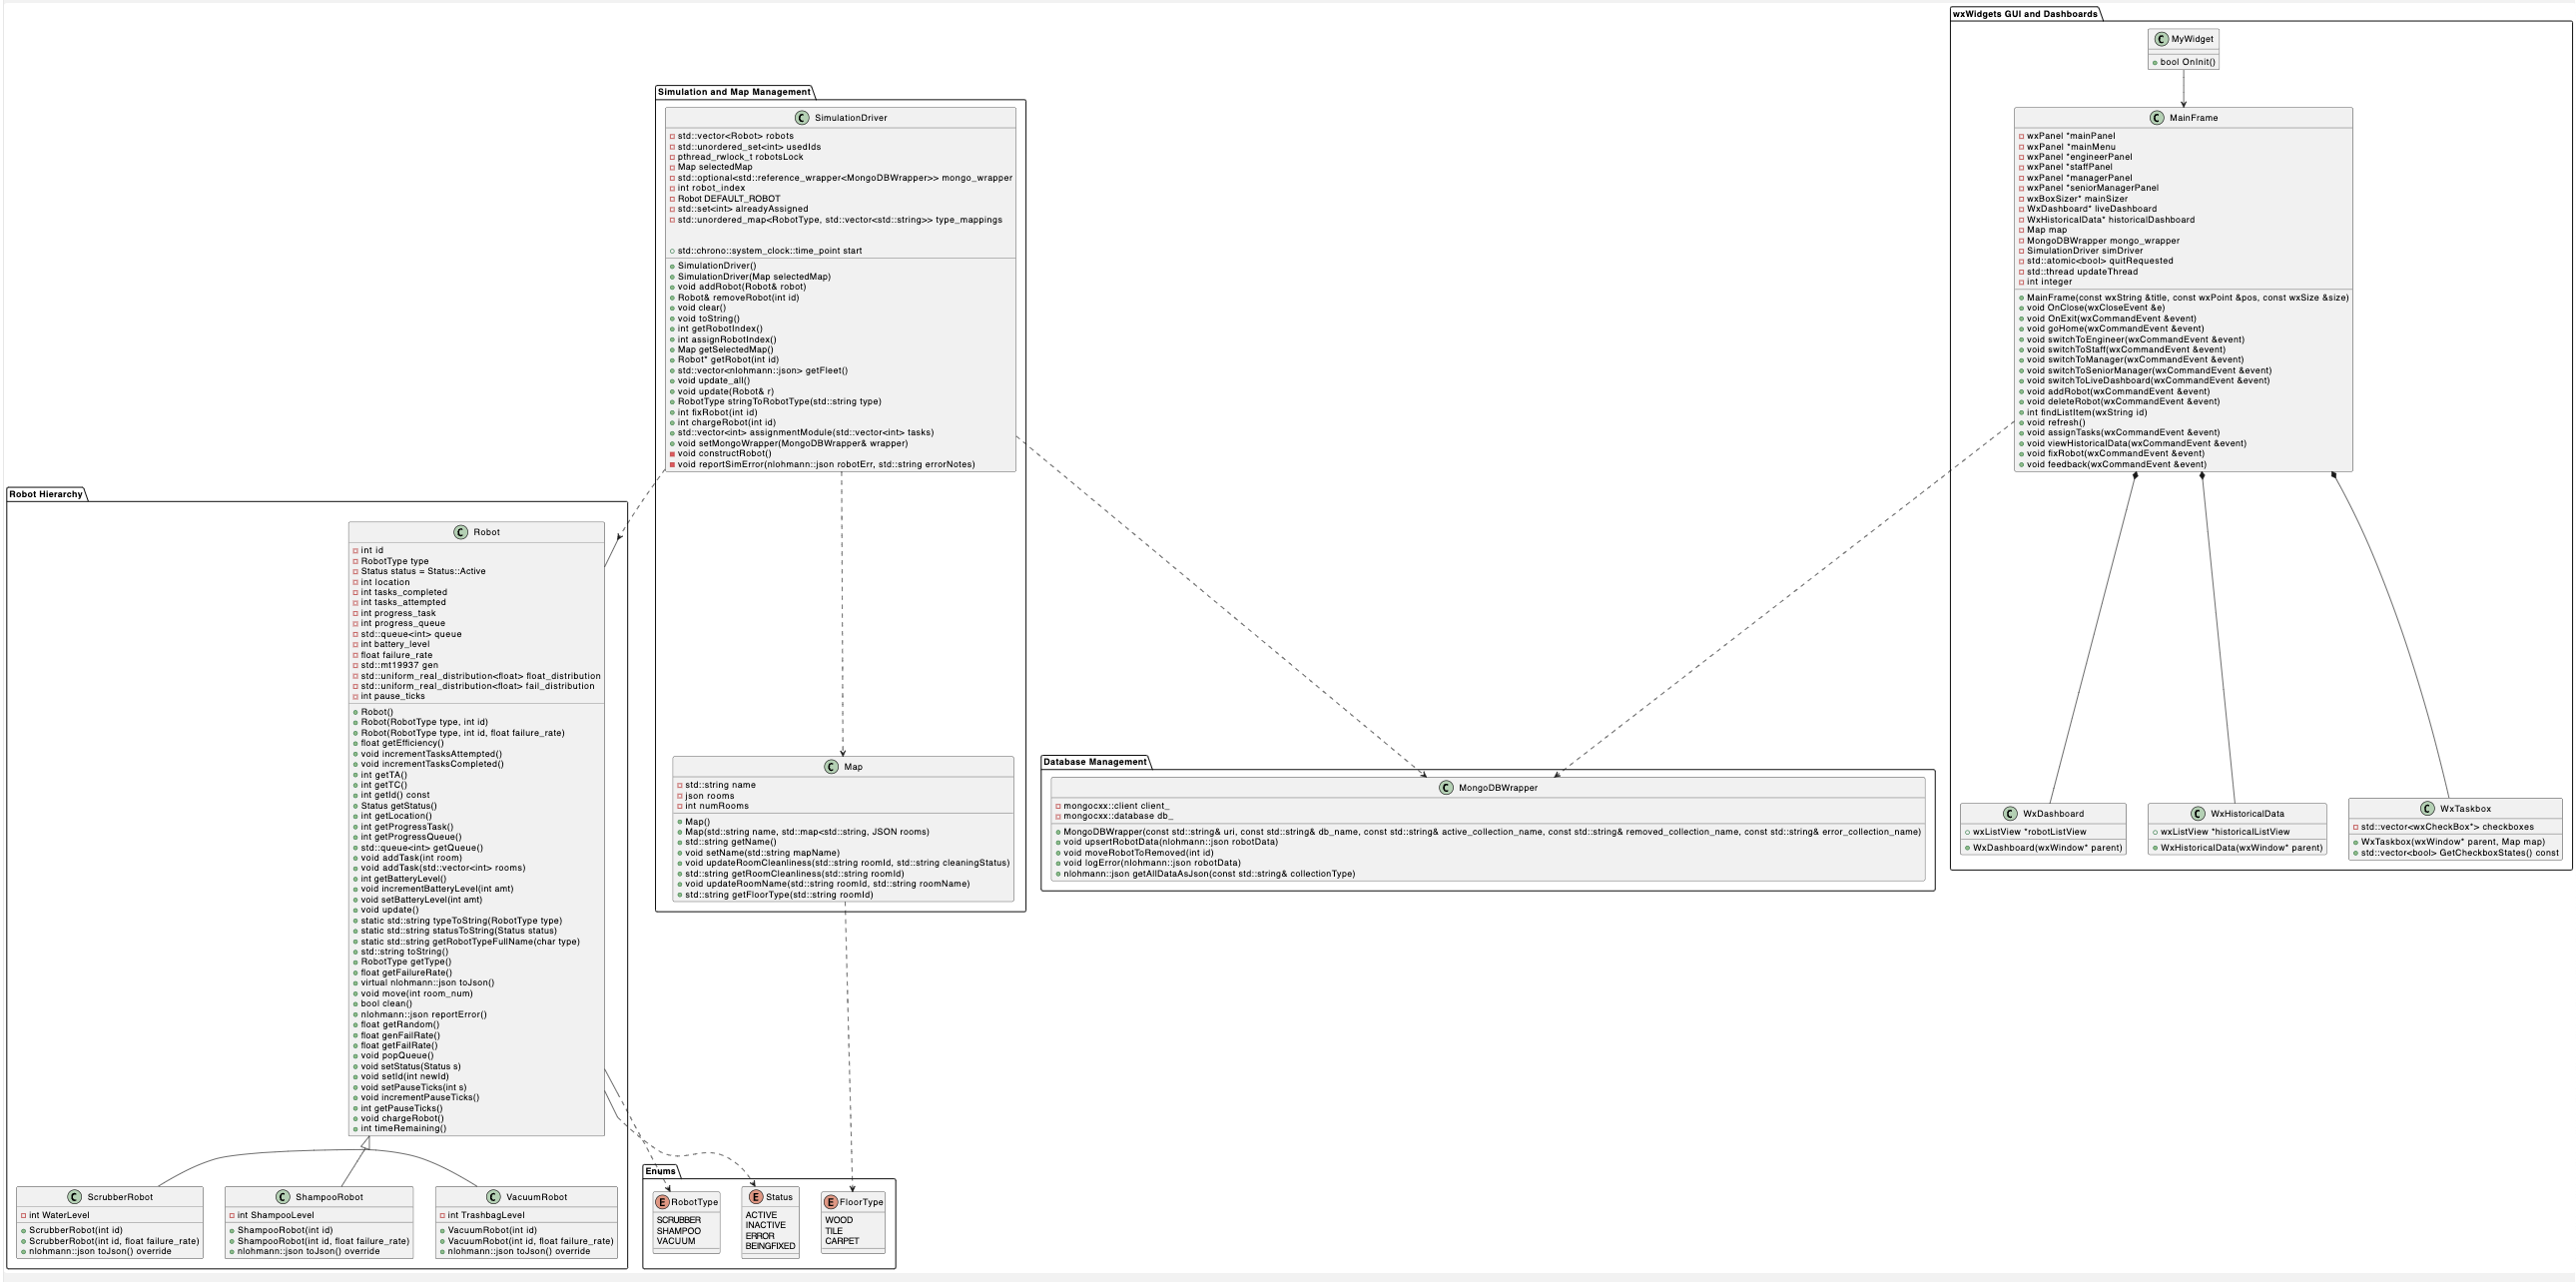 wxWidgets GUI and Dashboards
C MyWidget
bool OnInit()
C MainFrame
wxPanel *mainPanel
wxPanel *mainMenu
wxPanel *engineerPanel
wxPanel *staffPanel
wxPanel *managerPanel
wxPanel *seniorManagerPanel
wxBoxSizer* mainSizer
WxDashboard* liveDashboard
WxHistoricalData* historicalDashboard
Map map
MongoDBWrapper mongo_wrapper
SimulationDriver simDriver
std::atomic<bool> quitRequested
std::thread updateThread
int integer
MainFrame(const wxString &title, const wxPoint &pos, const wxSize &size)
void OnClose(wxCloseEvent &e)
void OnExit(wxCommandEvent &event)
void goHome(wxCommandEvent &event)
void switchToEngineer(wxCommandEvent &event)
void switchToStaff(wxCommandEvent &event)
void switchToManager(wxCommandEvent &event)
void switchToSeniorManager(wxCommandEvent &event)
void switchToLiveDashboard(wxCommandEvent &event)
void addRobot(wxCommandEvent &event)
void deleteRobot(wxCommandEvent &event)
int findListItem(wxString id)
void refresh()
void assignTasks(wxCommandEvent &event)
void viewHistoricalData(wxCommandEvent &event)
void fixRobot(wxCommandEvent &event)
void feedback(wxCommandEvent &event)
C WxDashboard
wxListView *robotListView
WxDashboard(wxWindow* parent)
C WxHistoricalData
wxListView *historicalListView
WxHistoricalData(wxWindow* parent)
C WxTaskbox
std::vector<wxCheckBox*> checkboxes
WxTaskbox(wxWindow* parent, Map map)
std::vector<bool> GetCheckboxStates() const
Simulation and Map Management
C SimulationDriver
std::vector<Robot> robots
std::unordered_set<int> usedIds
pthread_rwlock_t robotsLock
Map selectedMap
std::optional<std::reference_wrapper<MongoDBWrapper>> mongo_wrapper
int robot_index
Robot DEFAULT_ROBOT
std::set<int> alreadyAssigned
std::unordered_map<RobotType, std::vector<std::string>> type_mappings
std::chrono::system_clock::time_point start
SimulationDriver()
SimulationDriver(Map selectedMap)
void addRobot(Robot& robot)
Robot& removeRobot(int id)
void clear()
void toString()
int getRobotIndex()
int assignRobotIndex()
Map getSelectedMap()
Robot* getRobot(int id)
std::vector<nlohmann::json> getFleet()
void update_all()
void update(Robot& r)
RobotType stringToRobotType(std::string type)
int fixRobot(int id)
int chargeRobot(int id)
std::vector<int> assignmentModule(std::vector<int> tasks)
void setMongoWrapper(MongoDBWrapper& wrapper)
void constructRobot()
void reportSimError(nlohmann::json robotErr, std::string errorNotes)
C Map
std::string name
json rooms
int numRooms
Map()
Map(std::string name, std::map<std::string, JSON rooms)
std::string getName()
void setName(std::string mapName)
void updateRoomCleanliness(std::string roomId, std::string cleaningStatus)
std::string getRoomCleanliness(std::string roomId)
void updateRoomName(std::string roomId, std::string roomName)
std::string getFloorType(std::string roomId)
Database Management
C MongoDBWrapper
mongocxx::client client_
mongocxx::database db_
MongoDBWrapper(const std::string& uri, const std::string& db_name, const std::string& active_collection_name, const std::string& removed_collection_name, const std::string& error_collection_name)
void upsertRobotData(nlohmann::json robotData)
void moveRobotToRemoved(int id)
void logError(nlohmann::json robotData)
nlohmann::json getAllDataAsJson(const std::string& collectionType)
Robot Hierarchy
C Robot
int id
RobotType type
Status status = Status::Active
int location
int tasks_completed
int tasks_attempted
int progress_task
int progress_queue
std::queue<int> queue
int battery_level
float failure_rate
std::mt19937 gen
std::uniform_real_distribution<float> float_distribution
std::uniform_real_distribution<float> fail_distribution
int pause_ticks
Robot()
Robot(RobotType type, int id)
Robot(RobotType type, int id, float failure_rate)
float getEfficiency()
void incrementTasksAttempted()
void incrementTasksCompleted()
int getTA()
int getTC()
int getId() const
Status getStatus()
int getLocation()
int getProgressTask()
int getProgressQueue()
std::queue<int> getQueue()
void addTask(int room)
void addTask(std::vector<int> rooms)
int getBatteryLevel()
void incrementBatteryLevel(int amt)
void setBatteryLevel(int amt)
void update()
static std::string typeToString(RobotType type)
static std::string statusToString(Status status)
static std::string getRobotTypeFullName(char type)
std::string toString()
RobotType getType()
float getFailureRate()
virtual nlohmann::json toJson()
void move(int room_num)
bool clean()
nlohmann::json reportError()
float getRandom()
float genFailRate()
float getFailRate()
void popQueue()
void setStatus(Status s)
void setId(int newId)
void setPauseTicks(int s)
void incrementPauseTicks()
int getPauseTicks()
void chargeRobot()
int timeRemaining()
C ScrubberRobot
int WaterLevel
ScrubberRobot(int id)
ScrubberRobot(int id, float failure_rate)
nlohmann::json toJson() override
C ShampooRobot
int ShampooLevel
ShampooRobot(int id)
ShampooRobot(int id, float failure_rate)
nlohmann::json toJson() override
C VacuumRobot
int TrashbagLevel
VacuumRobot(int id)
VacuumRobot(int id, float failure_rate)
nlohmann::json toJson() override
Enums
E RobotType
SCRUBBER
SHAMPOO
VACUUM
E Status
ACTIVE
INACTIVE
ERROR
BEINGFIXED
E FloorType
WOOD
TILE
CARPET